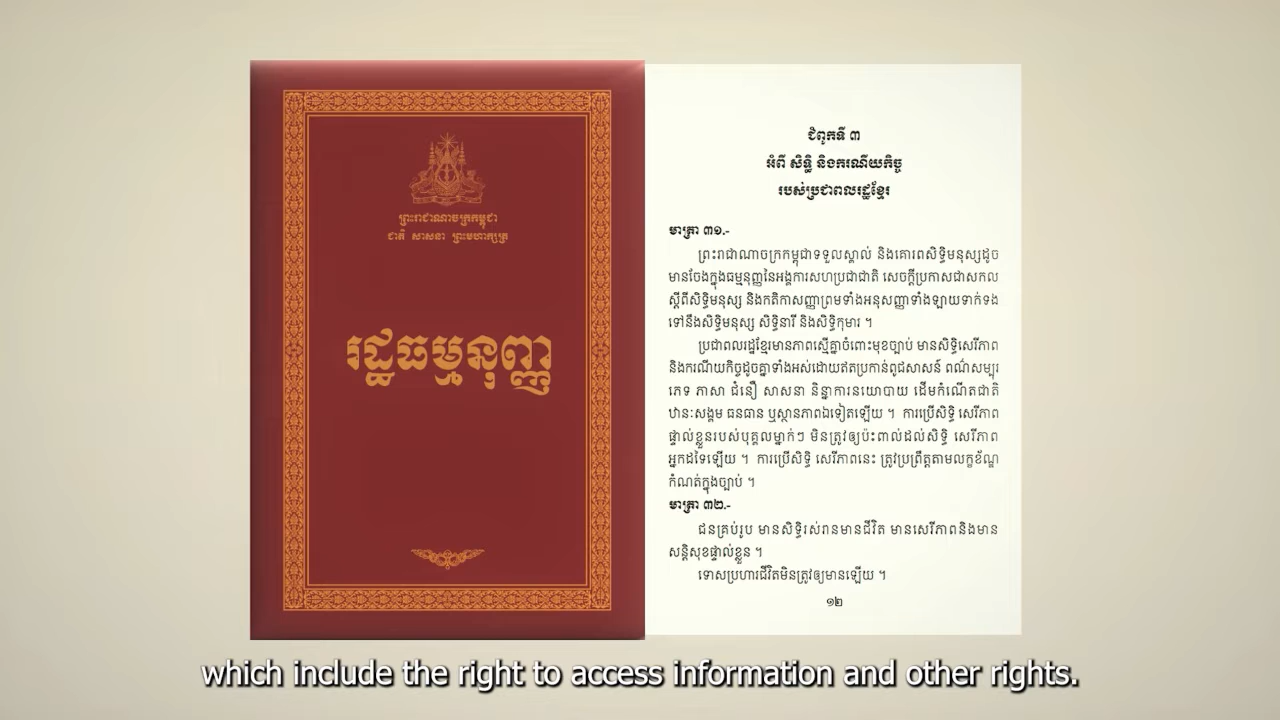 ព្រះរាជាណាចក្រកម្ពុជា
ជាតិ សាសនា ព្រះមហាក្សត្រ
រដ្ឋធម្មនុញ្ញ
ជំពូកទី ៣
អំពី សិទ្ធិ និងករណីយកិច្ច
របស់ប្រជាពលរដ្ឋខ្មែរ
មាត្រា ៣១.-
ព្រះរាជាណាចក្រកម្ពុជាទទួលស្គាល់ និងគោរពសិទ្ធិមនុស្សដូច
មានចែងក្នុងធម្មនុញ្ញនៃអង្គការសហប្រជាជាតិ សេចក្ដីប្រកាសជាសកល
ស្ដីពីសិទ្ធិមនុស្ស និងកតិកាសញ្ញាព្រមទាំងអនុសញ្ញាទាំងឡាយទាក់ទង
ទៅនឹងសិទ្ធិមនុស្ស សិទ្ធិនារី និងសិទ្ធិកុមារ ។
ប្រជាពលរដ្ឋខ្មែរមានភាពស្មើគ្នាចំពោះមុខច្បាប់ មានសិទ្ធិសេរីភាព
និងករណីយកិច្ចដូចគ្នាទាំងអស់ដោយឥតប្រកាន់ពូជសាសន៍ ពណ៌សម្បុរ
ភេទ ភាសា ជំនឿ សាសនា និន្នាការនយោបាយ ដើមកំណើតជាតិ
ឋានៈសង្គម ធនធាន ឬស្ថានភាពឯទៀតឡើយ ។ ការប្រើសិទ្ធិ សេរីភាព
ផ្ទាល់ខ្លួនរបស់បុគ្គលម្នាក់ៗ មិនត្រូវឲ្យប៉ះពាល់ដល់សិទ្ធិ សេរីភាព
អ្នកដទៃឡើយ ។ ការប្រើសិទ្ធិ សេរីភាពនេះ ត្រូវប្រព្រឹត្តតាមលក្ខខ័ណ្ឌ
កំណត់ក្នុងច្បាប់ ។
មាត្រា ៣២.-
ជនគ្រប់រូប មានសិទ្ធិរស់រានមានជីវិត មានសេរីភាពនិងមាន
សន្តិសុខផ្ទាល់ខ្លួន ។
ទោសប្រហារជីវិតមិនត្រូវឲ្យមានឡើយ ។
១២
which include the right to access information and other rights.